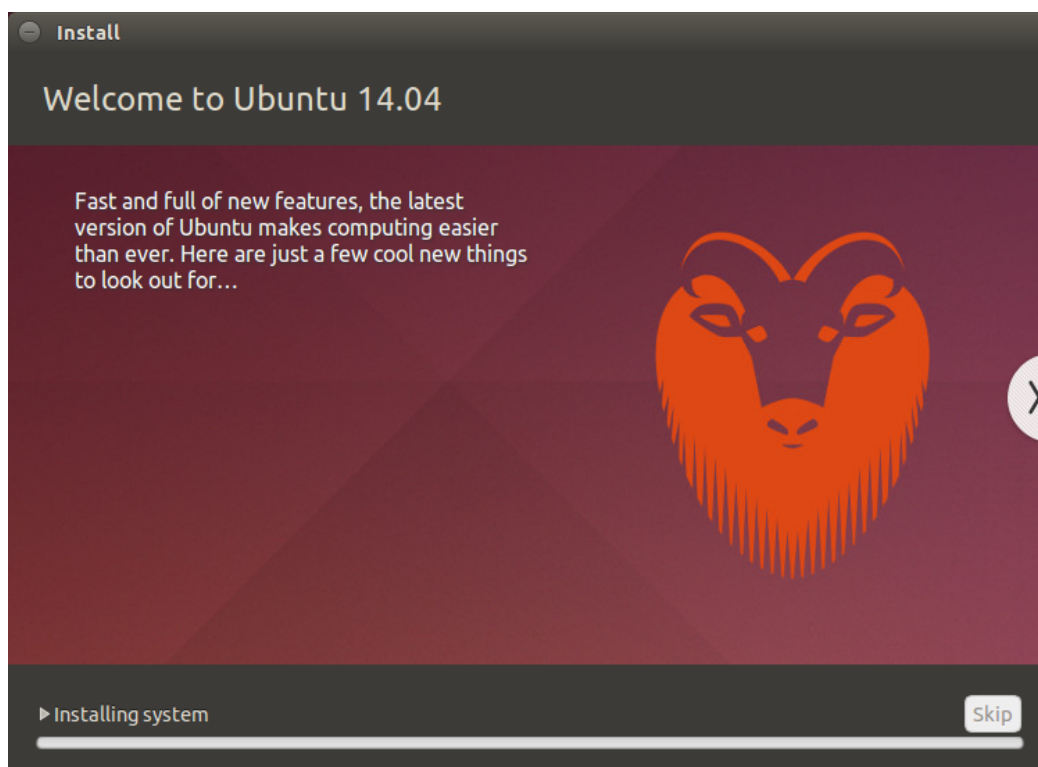 Install
Welcome to Ubuntu 14.04
Fast and full of new features, the latest
version of Ubuntu makes computing easier
than ever. Here are just a few cool new things
to look out for…
Installing system
Skip